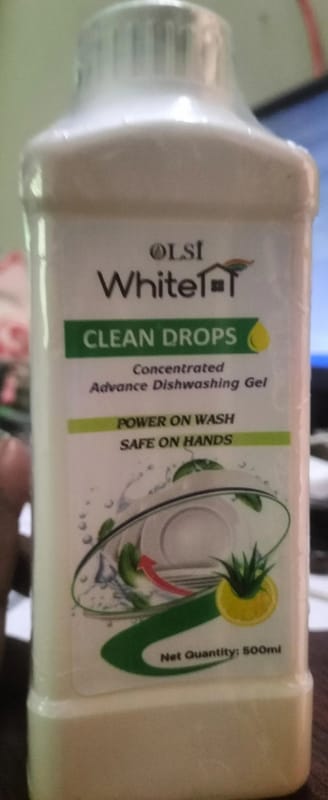 OLSI
White
CLEAN DROPS
Concentrated
Advance Dishwashing Gel
POWER ON WASH
SAFE ON HANDS
Net Quantity: 500ml